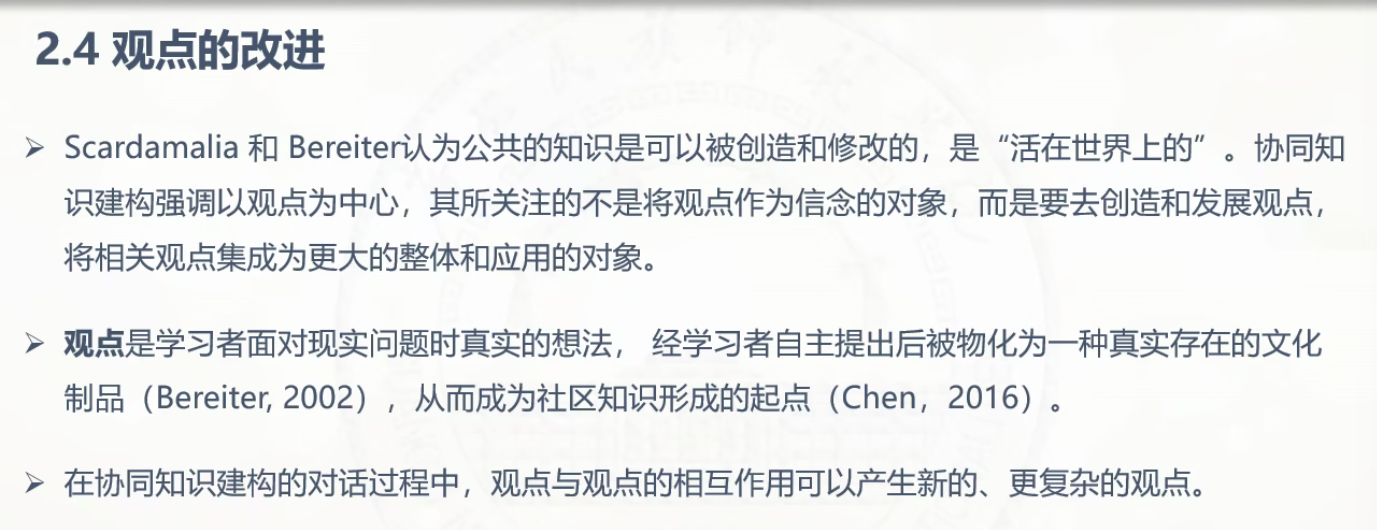 2.4 观点的改进
➢ Scardamalia 和 Bereiter认为公共的知识是可以被创造和修改的，是“活在世界上的”。协同知
识建构强调以观点为中心，其所关注的不是将观点作为信念的对象，而是要去创造和发展观点，
将相关观点集成为更大的整体和应用的对象。
➢ 观点是学习者面对现实问题时真实的想法， 经学习者自主提出后被物化为一种真实存在的文化
制品（Bereiter, 2002），从而成为社区知识形成的起点（Chen，2016）。
➢ 在协同知识建构的对话过程中，观点与观点的相互作用可以产生新的、更复杂的观点。